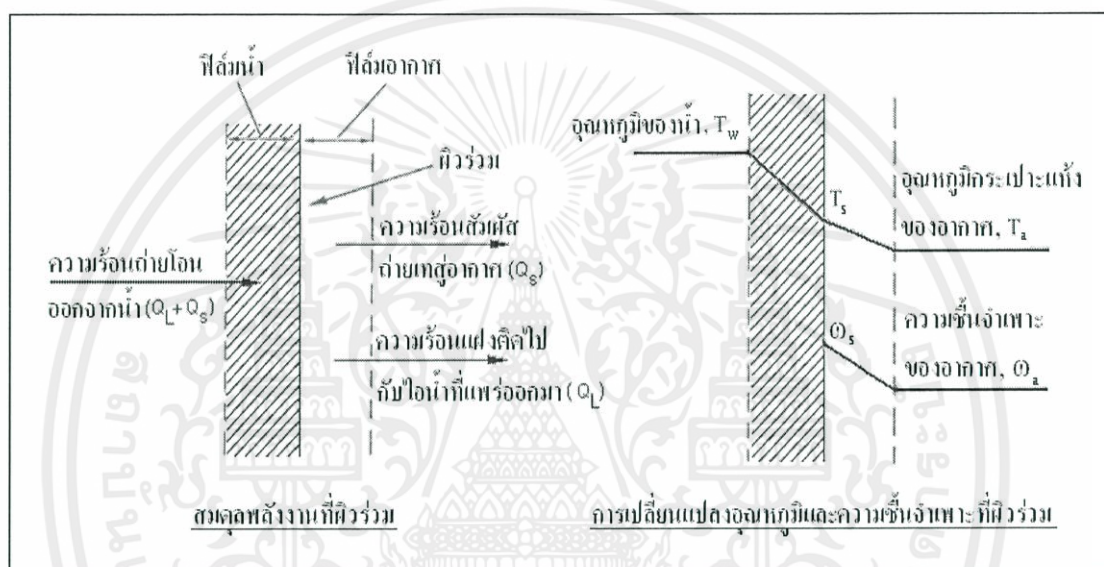 ฟิล์มน้ำ
ฟิล์มอากาศ
ผิวร่วม
ความร้อนสัมผัส
ถ่ายเทสู่อากาศ (Qs)
ความร้อนถ่ายโอน
ออกจากน้ำ (QL+Qs)
ความร้อนแฝงติดไป
กับไอน้ำที่แพร่ออกมา (QL)
สมดุลพลังงานที่ผิวร่วม
อุณหภูมิของน้ำ, Tw
Ts
อุณหภูมิกระเปาะแห้ง
ของอากาศ, Ta
ωs
ความชื้นจำเพาะ
ของอากาศ, ωa
การเปลี่ยนแปลงอุณหภูมิและความชื้นจำเพาะที่ผิวร่วม